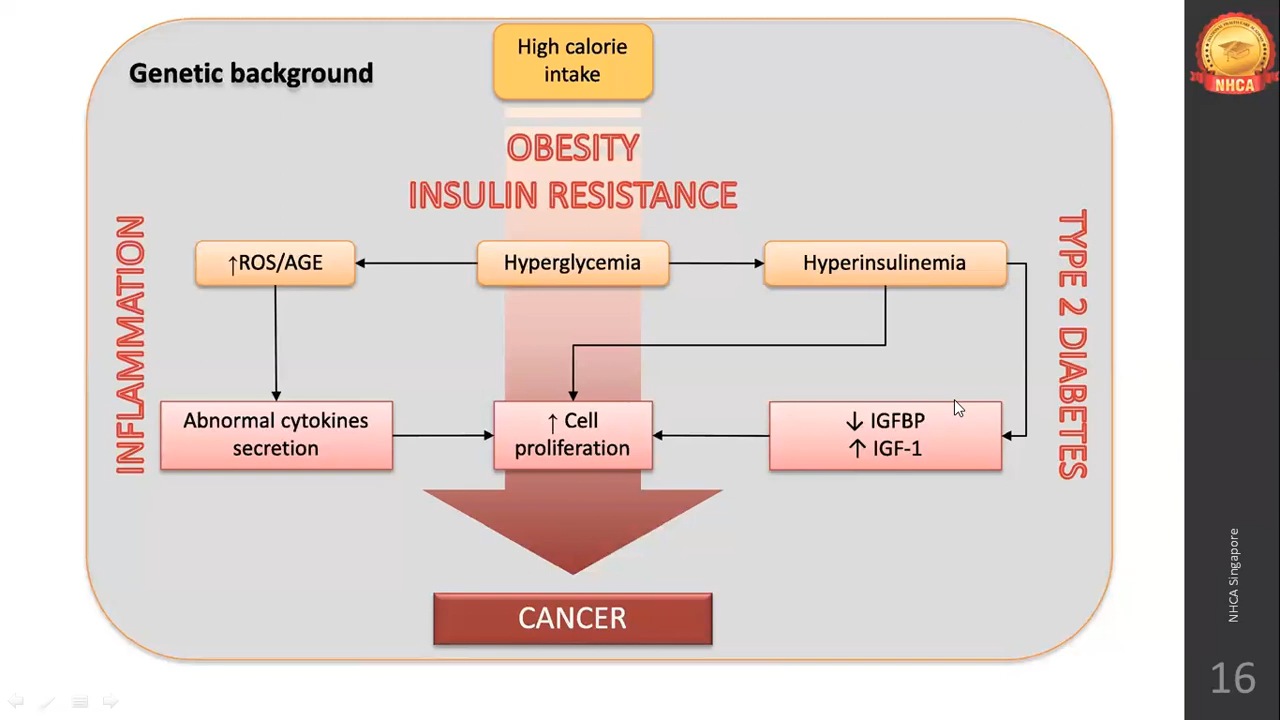 High calorie
intake
Genetic background
OBESITY
INSULIN RESISTANCE
INFLAMMATION
TYPE 2 DIABETES
↑ROS/AGE
Hyperglycemia
Hyperinsulinemia
Abnormal cytokines
secretion
↑ Cell
proliferation
↓ IGFBP
↑ IGF-1
CANCER
NHCA
NHCA Singapore
16